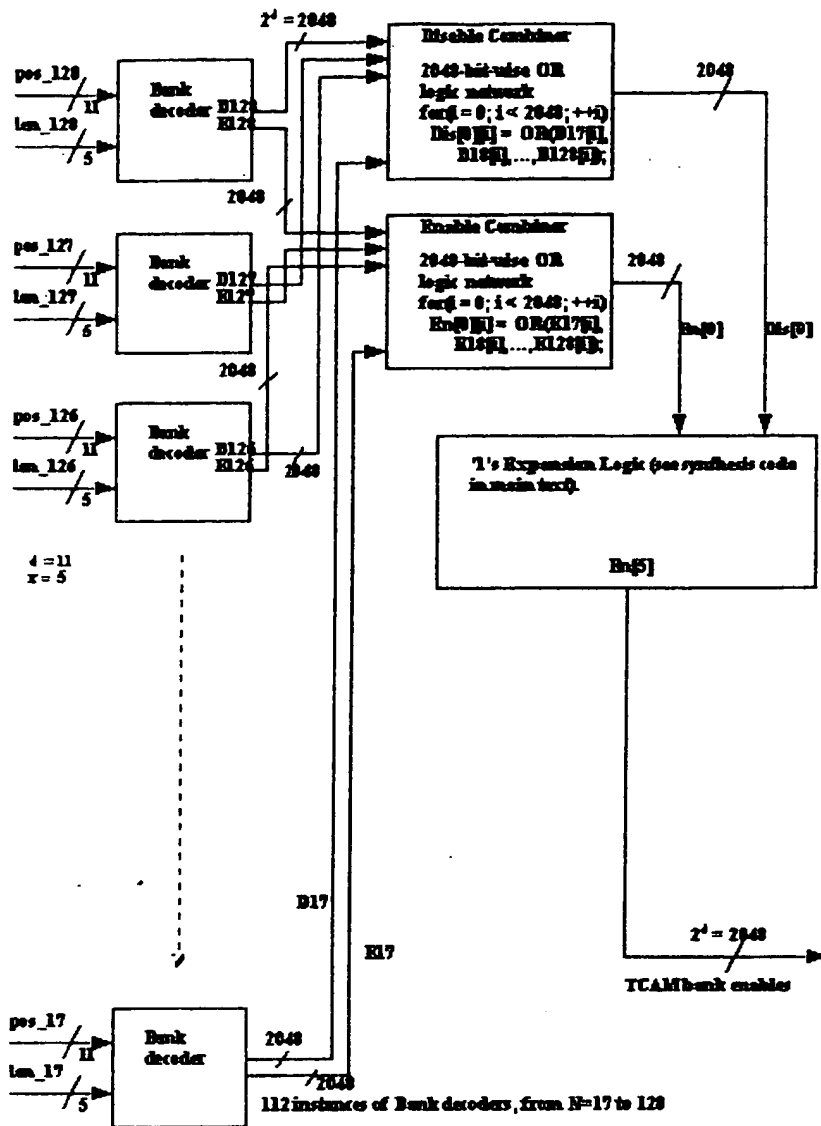 2^d = 2048
pos_128
11
len_128
5
Bank
decoder
D128
E128
2048
Disable Combiner
2048-bit-wise OR
logic network
for(i = 0; i < 2048; ++i)
Dis[0][i] = OR(D17[i],
D18[i],...,D128[i]);
2048
pos_127
11
len_127
5
Bank
decoder
D127
E127
2048
Enable Combiner
2048-bit-wise OR
logic network
for(i = 0; i < 2048; ++i)
En[0][i] = OR(E17[i],
E18[i],...,E128[i]);
2048
En[0]
Dis[0]
pos_126
11
len_126
5
Bank
decoder
D126
E126
2048
'1's Expansion Logic (see synthesis code
in main text).
En[5]
d = 11
x = 5
D17
E17
2^d = 2048
TCAM bank enables
pos_17
11
len_17
5
Bank
decoder
2048
2048
112 instances of Bank decoders, from N=17 to 128